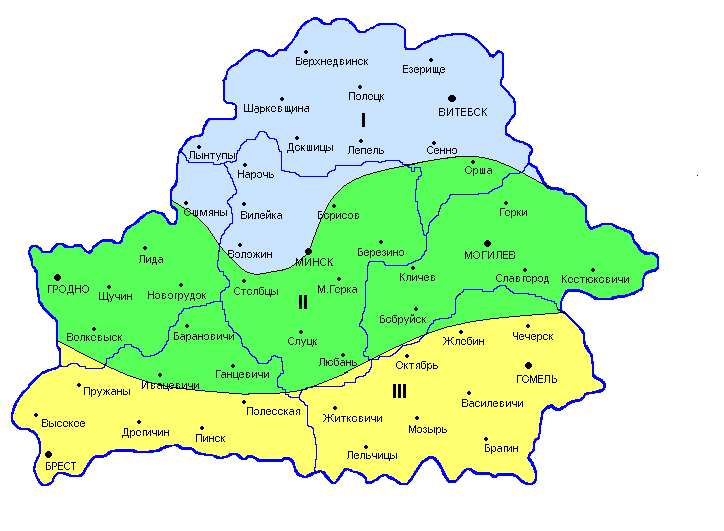 Верхнедвинск
Езерище
Полоцк
Шарковщина
ВИТЕБСК
I
Докшицы
Лепель
Сенно
Лынтупы
Нарочь
Орша
Ошмяны
Вилейка
Борисов
Горки
Воложин
МИНСК
Березино
МОГИЛЕВ
Лида
ГРОДНО
Щучин
Новогрудок
Столбцы
М.Горка
Кличев
Славгород
Костюковичи
II
Волковыск
Барановичи
Слуцк
Бобруйск
Жлобин
Чечерск
Ганцевичи
Любань
Октябрь
ГОМЕЛЬ
Пружаны
Ивацевичи
III
Высокое
Полесская
Василевичи
Дрогичин
Пинск
Житковичи
Мозырь
БРЕСТ
Лельчицы
Брагин